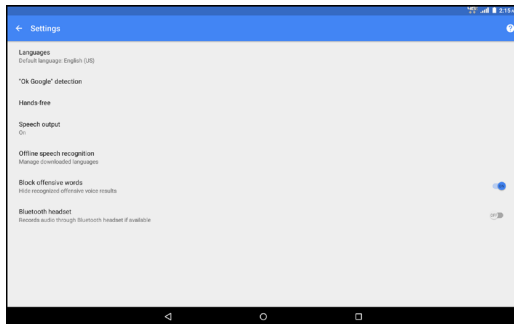 2:15
← Settings
Languages
Default language: English (US)
"Ok Google" detection
Hands-free
Speech output
On
Offline speech recognition
Manage downloaded languages
Block offensive words
Hide recognized offensive voice results
Bluetooth headset
Records audio through Bluetooth headset if available